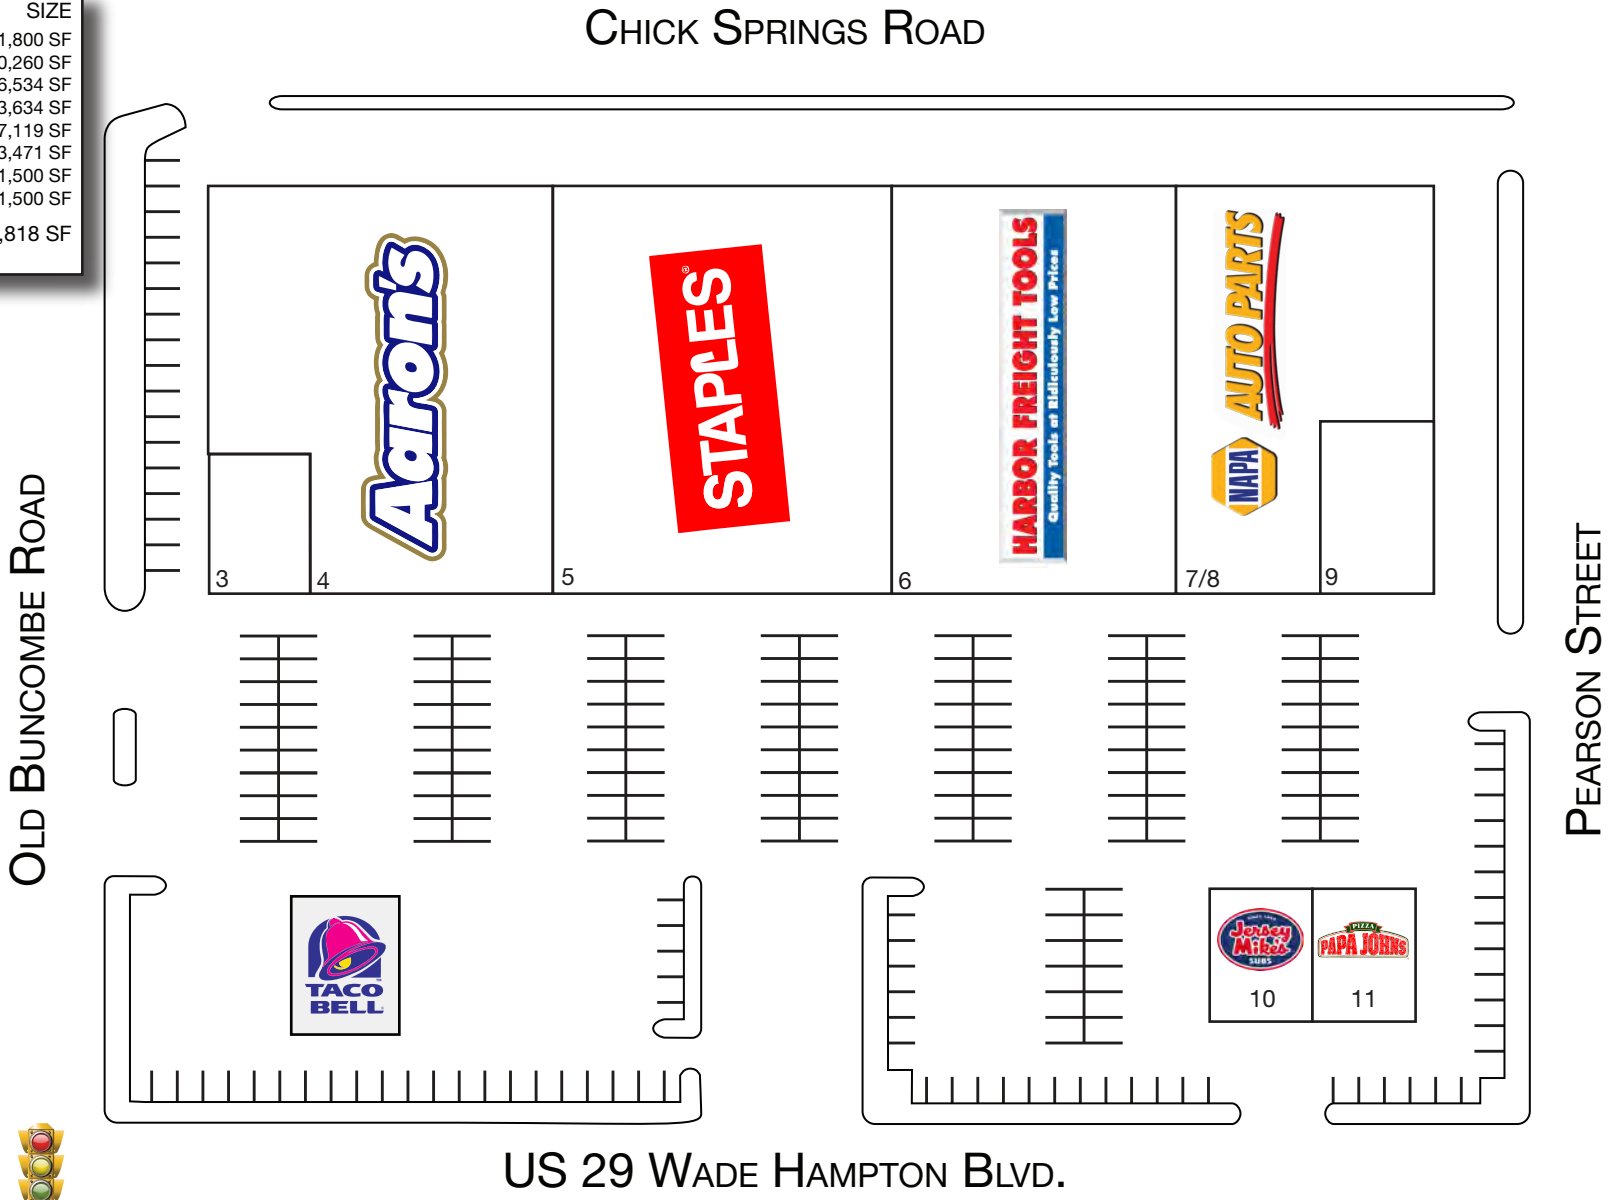 SIZE
1,800 SF
0,260 SF
6,534 SF
3,634 SF
7,119 SF
3,471 SF
1,500 SF
1,500 SF
,818 SF
CHICK SPRINGS ROAD
OLD BUNCOMBE ROAD
PEARSON STREET
Aaron's
STAPLES®
HARBOR FREIGHT TOOLS
Quality Tools at Ridiculously Low Prices
NAPA AUTO PARTS
3
4
5
6
7/8
9
TACO
BELL
SINCE 1956
Jersey
Mike's
SUBS
PIZZA
PAPA JOHNS
10
11
US 29 WADE HAMPTON BLVD.